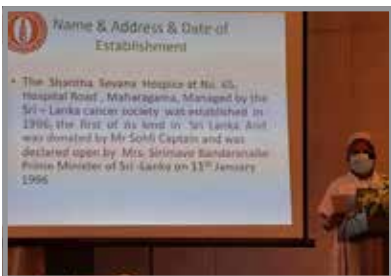 Name & Address & Date of
Establishment
• The Shantha Sevana Hospice at No. 65,
Hospital Road , Maharagama, Managed by the
Sri – Lanka cancer society was established in
1996, the first of its kind in Sri Lanka. And
was donated by Mr Sohli Captain and was
declared open by Mrs. Sirimavo Bandaranaike
Prime Minister of Sri -Lanka on 11th January
1996